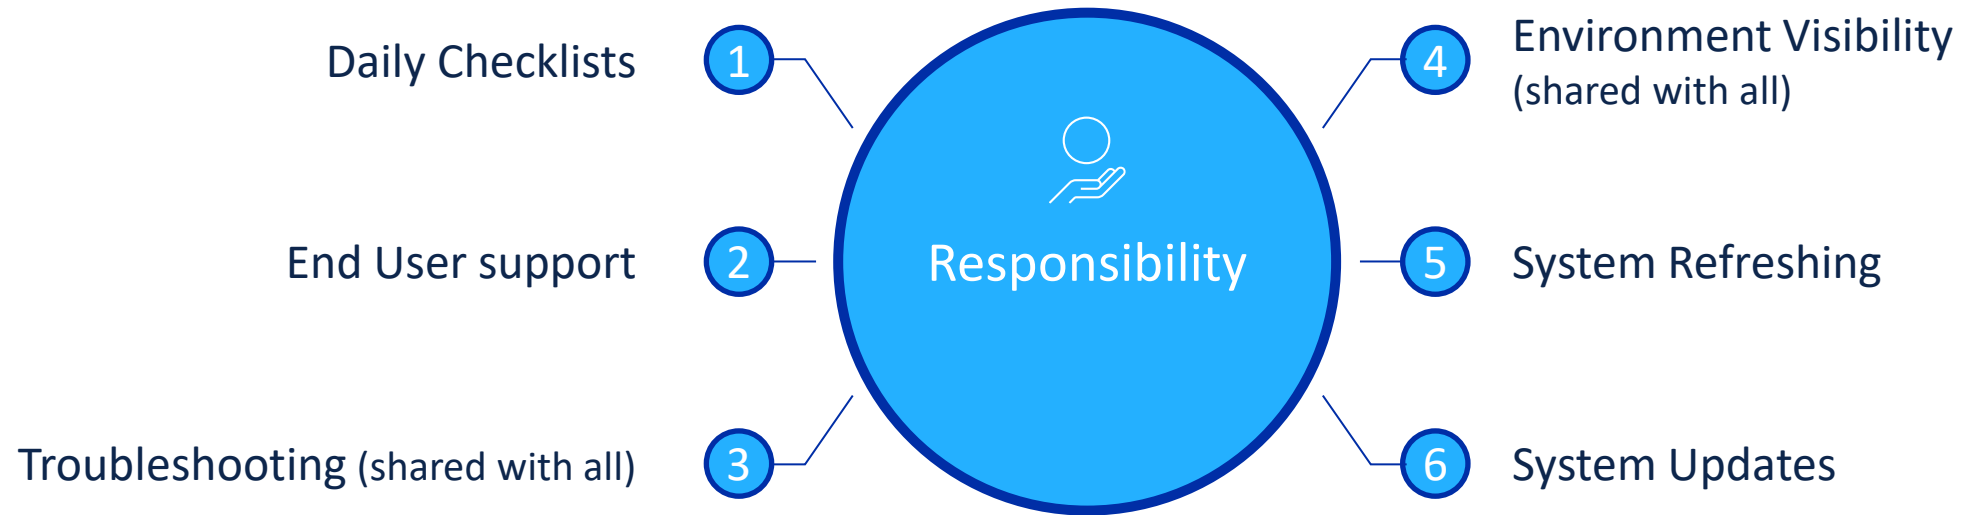 Daily Checklists
1
End User support
2
Troubleshooting (shared with all)
3
Responsibility
4
Environment Visibility
(shared with all)
5
System Refreshing
6
System Updates